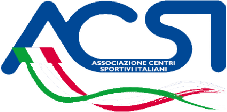 ACSI
ASSOCIAZIONE CENTRI
SPORTIVI ITALIANI